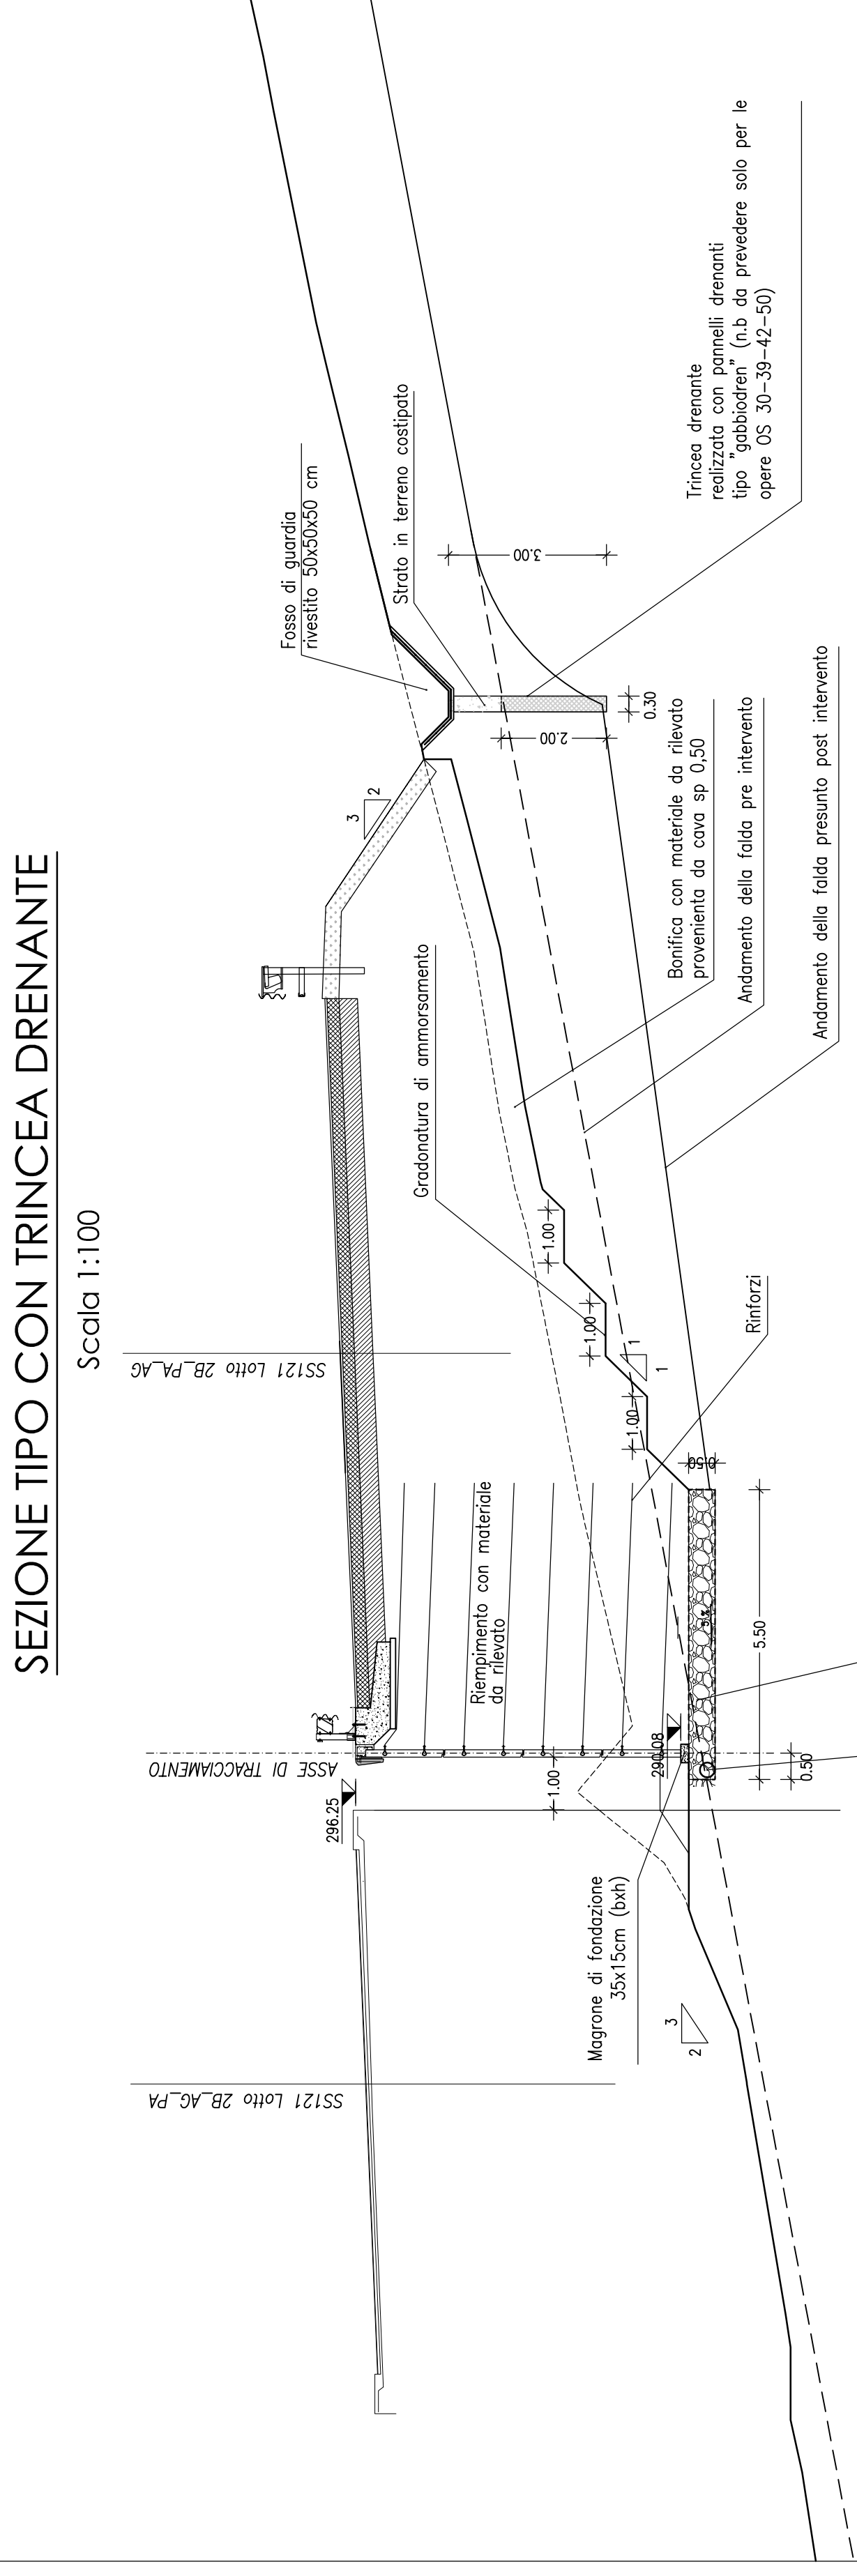 SEZIONE TIPO CON TRINCEA DRENANTE
Scala 1:100
SS121 Lotto 2B_AG_PA
ASSE DI TRACCIAMENTO
296.25
SS121 Lotto 2B_PA_AG
Fosso di guardia
rivestito 50x50x50 cm
Strato in terreno costipato
3
2
3.00
2.00
0.30
Trincea drenante
realizzata con pannelli drenanti
tipo "gabbiodren" (n.b da prevedere solo per le
opere OS 30-39-42-50)
Gradonatura di ammorsamento
Bonifica con materiale da rilevato
provenienta da cava sp 0,50
Andamento della falda pre intervento
Andamento della falda presunto post intervento
1.00
1.00
1.00
1
1
Rinforzi
Riempimento con materiale
da rilevato
0.50
5.50
0.50
1.00
290.08
Magrone di fondazione
35x15cm (bxh)
3
2